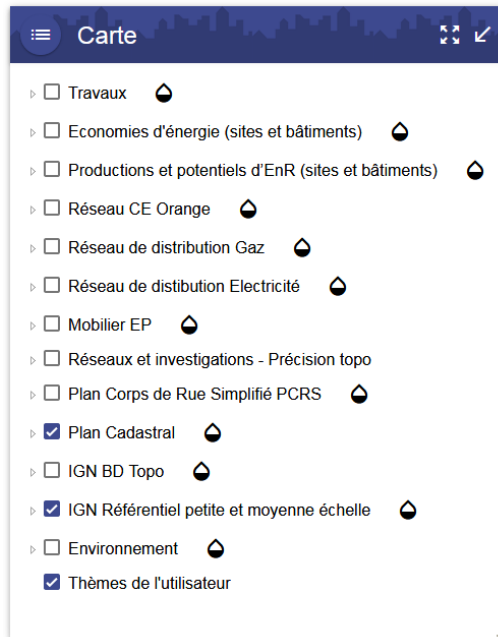 Carte
Travaux
Economies d'énergie (sites et bâtiments)
Productions et potentiels d’EnR (sites et bâtiments)
Réseau CE Orange
Réseau de distribution Gaz
Réseau de distibution Electricité
Mobilier EP
Réseaux et investigations - Précision topo
Plan Corps de Rue Simplifié PCRS
Plan Cadastral
IGN BD Topo
IGN Référentiel petite et moyenne échelle
Environnement
Thèmes de l'utilisateur